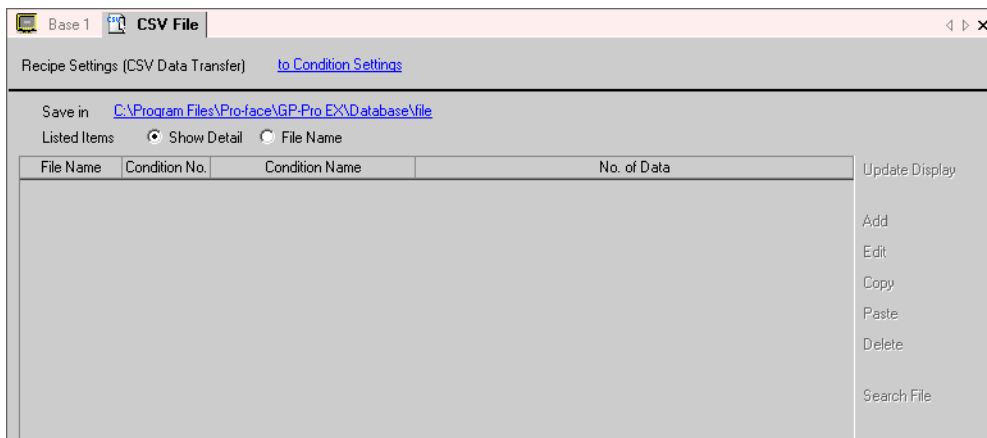 Base 1 CSV File
Recipe Settings (CSV Data Transfer) to Condition Settings
Save in C:\Program Files\Pro-face\GP-Pro EX\Database\file
Listed Items Show Detail File Name
File Name Condition No. Condition Name No. of Data
Update Display
Add
Edit
Copy
Paste
Delete
Search File